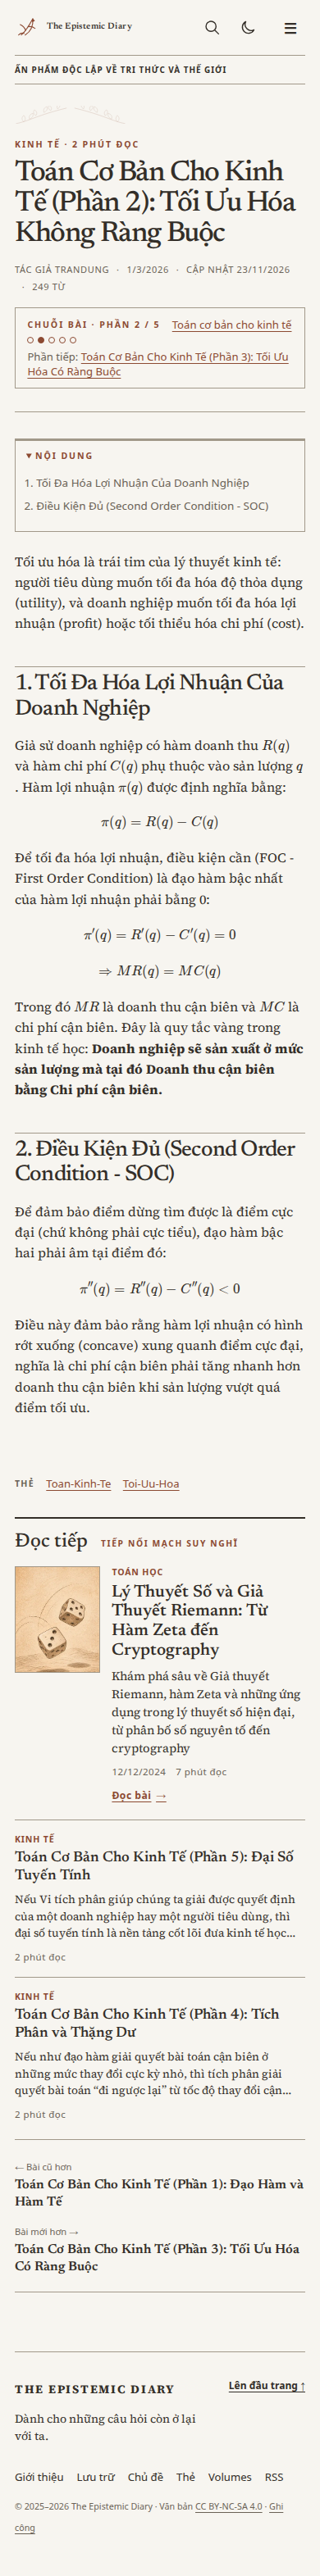 The Epistemic Diary
ẤN PHẨM ĐỘC LẬP VỀ TRI THỨC VÀ THẾ GIỚI
KINH TẾ · 2 PHÚT ĐỌC
Toán Cơ Bản Cho Kinh
Tế (Phần 2): Tối Ưu Hóa
Không Ràng Buộc
TÁC GIẢ TRANDUNG · 1/3/2026 · CẬP NHẬT 23/11/2026
· 249 TỪ
CHUỖI BÀI · PHẦN 2 / 5 Toán cơ bản cho kinh tế
Phần tiếp: Toán Cơ Bản Cho Kinh Tế (Phần 3): Tối Ưu
Hóa Có Ràng Buộc
▼ NỘI DUNG
1. Tối Đa Hóa Lợi Nhuận Của Doanh Nghiệp
2. Điều Kiện Đủ (Second Order Condition - SOC)
Tối ưu hóa là trái tim của lý thuyết kinh tế:
người tiêu dùng muốn tối đa hóa độ thỏa dụng
(utility), và doanh nghiệp muốn tối đa hóa lợi
nhuận (profit) hoặc tối thiểu hóa chi phí (cost).
1. Tối Đa Hóa Lợi Nhuận Của
Doanh Nghiệp
Giả sử doanh nghiệp có hàm doanh thu R(q)
và hàm chi phí C(q) phụ thuộc vào sản lượng q
. Hàm lợi nhuận π(q) được định nghĩa bằng:
π(q) = R(q) − C(q)
Để tối đa hóa lợi nhuận, điều kiện cần (FOC -
First Order Condition) là đạo hàm bậc nhất
của hàm lợi nhuận phải bằng 0:
π′(q) = R′(q) − C′(q) = 0
⇒ MR(q) = MC(q)
Trong đó MR là doanh thu cận biên và MC là
chi phí cận biên. Đây là quy tắc vàng trong
kinh tế học: Doanh nghiệp sẽ sản xuất ở mức
sản lượng mà tại đó Doanh thu cận biên
bằng Chi phí cận biên.
2. Điều Kiện Đủ (Second Order
Condition - SOC)
Để đảm bảo điểm dừng tìm được là điểm cực
đại (chứ không phải cực tiểu), đạo hàm bậc
hai phải âm tại điểm đó:
π″(q) = R″(q) − C″(q) < 0
Điều này đảm bảo rằng hàm lợi nhuận có hình
rớt xuống (concave) xung quanh điểm cực đại,
nghĩa là chi phí cận biên phải tăng nhanh hơn
doanh thu cận biên khi sản lượng vượt quá
điểm tối ưu.
THẺ Toan-Kinh-Te Toi-Uu-Hoa
Đọc tiếp TIẾP NỐI MẠCH SUY NGHĨ
TOÁN HỌC
Lý Thuyết Số và Giả
Thuyết Riemann: Từ
Hàm Zeta đến
Cryptography
Khám phá sâu về Giả thuyết
Riemann, hàm Zeta và những ứng
dụng trong lý thuyết số hiện đại,
từ phân bố số nguyên tố đến
cryptography
12/12/2024 7 phút đọc
Đọc bài →
KINH TẾ
Toán Cơ Bản Cho Kinh Tế (Phần 5): Đại Số
Tuyến Tính
Nếu Vi tích phân giúp chúng ta giải được quyết định
của một doanh nghiệp hay một người tiêu dùng, thì
đại số tuyến tính là nền tảng cốt lõi đưa kinh tế học...
2 phút đọc
KINH TẾ
Toán Cơ Bản Cho Kinh Tế (Phần 4): Tích
Phân và Thặng Dư
Nếu như đạo hàm giải quyết bài toán cận biên ở
những mức thay đổi cực kỳ nhỏ, thì tích phân giải
quyết bài toán “đi ngược lại” từ tốc độ thay đổi cận...
2 phút đọc
← Bài cũ hơn
Toán Cơ Bản Cho Kinh Tế (Phần 1): Đạo Hàm và
Hàm Tế
Bài mới hơn →
Toán Cơ Bản Cho Kinh Tế (Phần 3): Tối Ưu Hóa
Có Ràng Buộc
THE EPISTEMIC DIARY Lên đầu trang ↑
Dành cho những câu hỏi còn ở lại
với ta.
Giới thiệu Lưu trữ Chủ đề Thẻ Volumes RSS
© 2025–2026 The Epistemic Diary · Văn bản CC BY-NC-SA 4.0 · Ghi
công